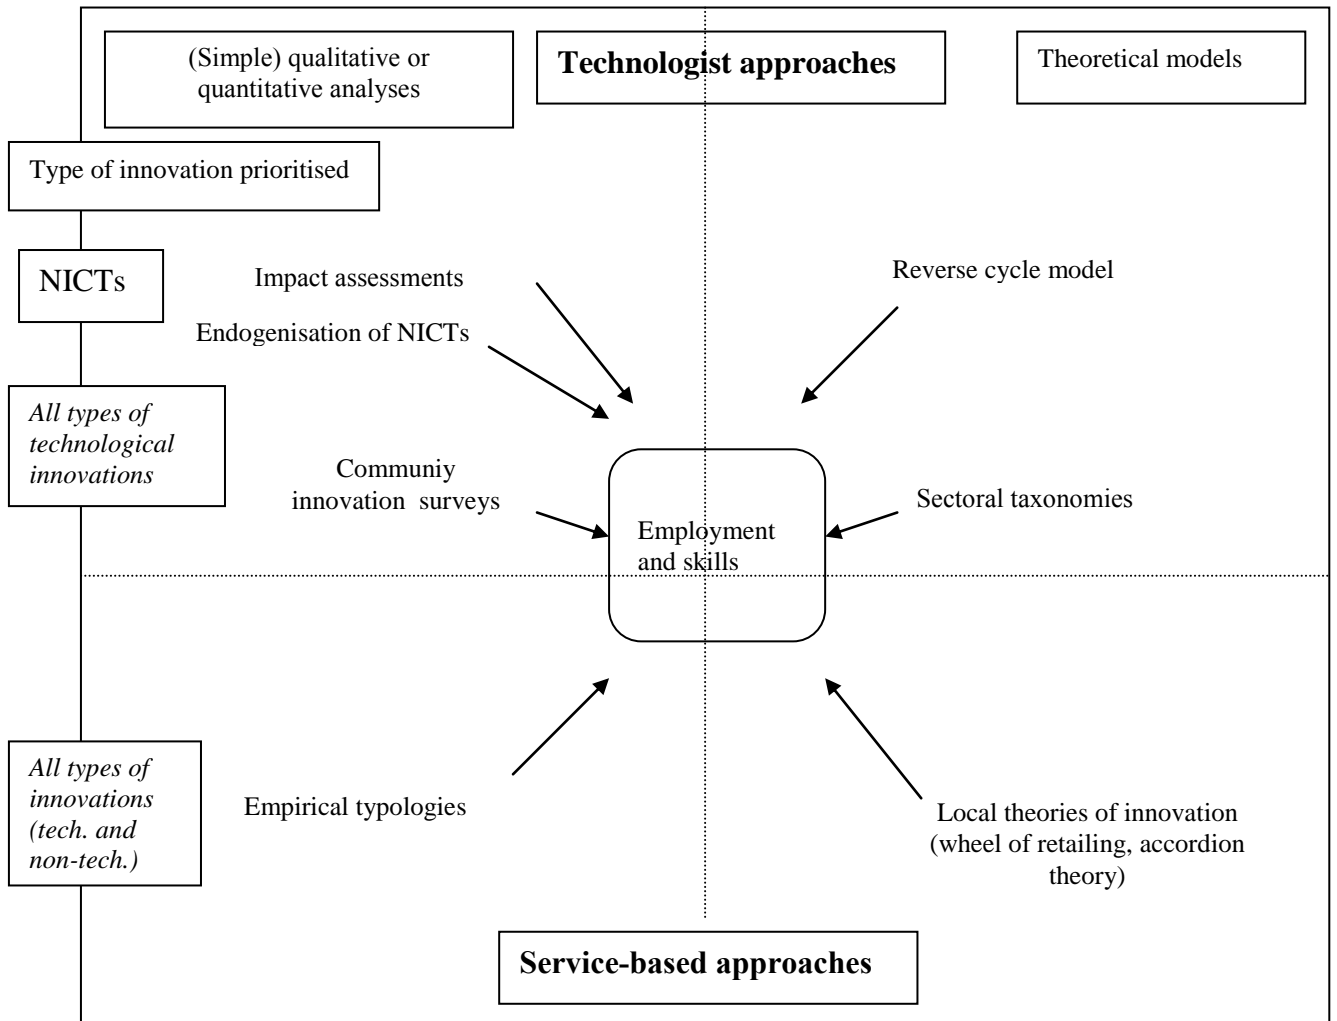 (Simple) qualitative or
quantitative analyses
Technologist approaches
Theoretical models
Type of innovation prioritised
NICTs
Impact assessments
Reverse cycle model
Endogenisation of NICTs
All types of
technological
innovations
Communiy
innovation surveys
Sectoral taxonomies
Employment
and skills
All types of
innovations
(tech. and
non-tech.)
Empirical typologies
Local theories of innovation
(wheel of retailing, accordion
theory)
Service-based approaches